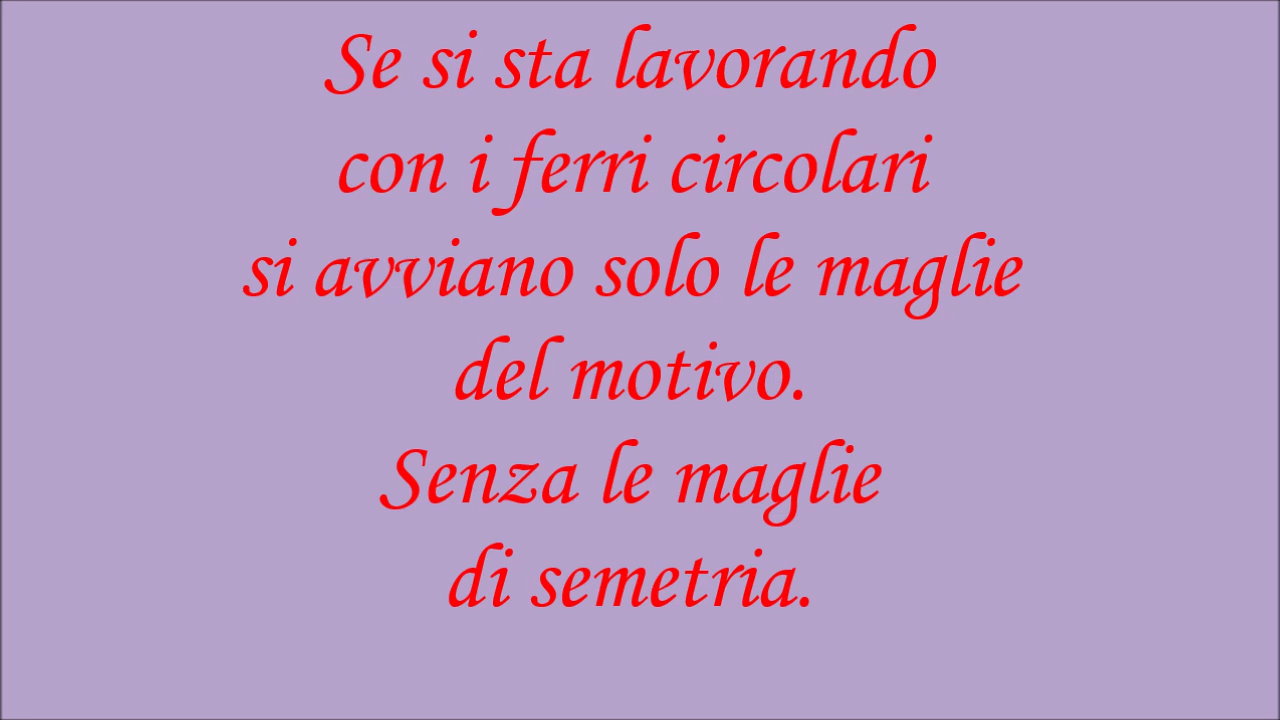 Se si sta lavorando
con i ferri circolari
si avviano solo le maglie
del motivo.
Senza le maglie
di semetria.